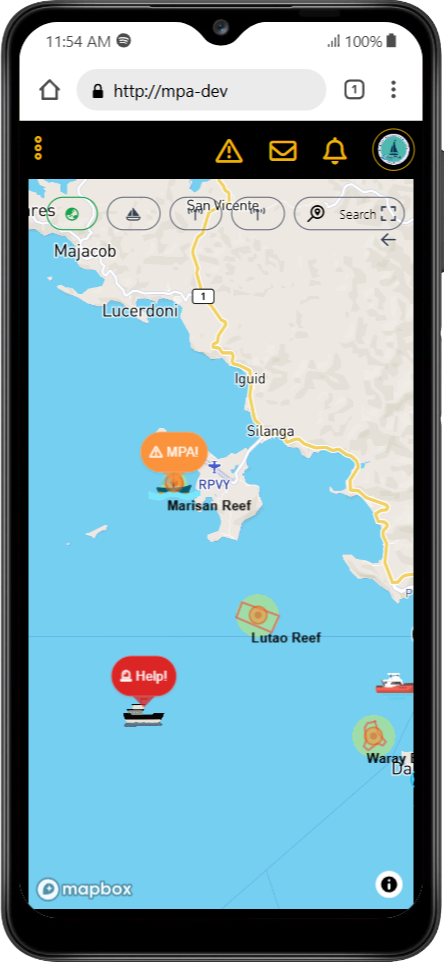 11:54 AM
100%
http://mpa-dev
1
San Vicente
ares
Search
Majacob
1
Lucerdoni
Iguid
Silanga
MPA!
RPVY
Marisan Reef
P
Lutao Reef
Help!
Waray
Da
mapbox